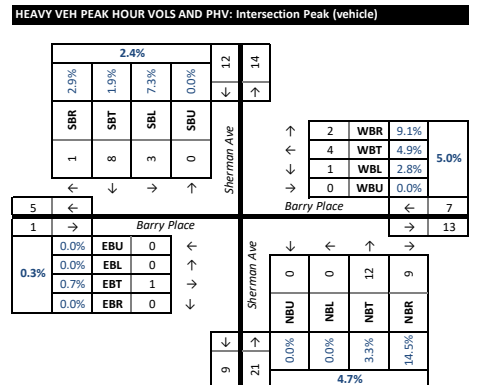 HEAVY VEH PEAK HOUR VOLS AND PHV: Intersection Peak (vehicle)
2.4%
2.9% 1.9% 7.3% 0.0%
SBR SBT SBL SBU
1 8 3 0
← ↓ → ↑
12 14
↓ ↑
Sherman Ave
↑ 2 WBR 9.1%
← 4 WBT 4.9%
↓ 1 WBL 2.8%
→ 0 WBU 0.0%
5.0%
5 ←
Barry Place ← 7
1 → Barry Place
→ 13
0.3%
0.0% EBU 0 ←
0.0% EBL 0 ↑
0.7% EBT 1 →
0.0% EBR 0 ↓
Sherman Ave
↓ ← ↑ →
0 0 12 9
NBU NBL NBT NBR
0.0% 0.0% 3.3% 14.5%
4.7%
↓ ↑
9 21